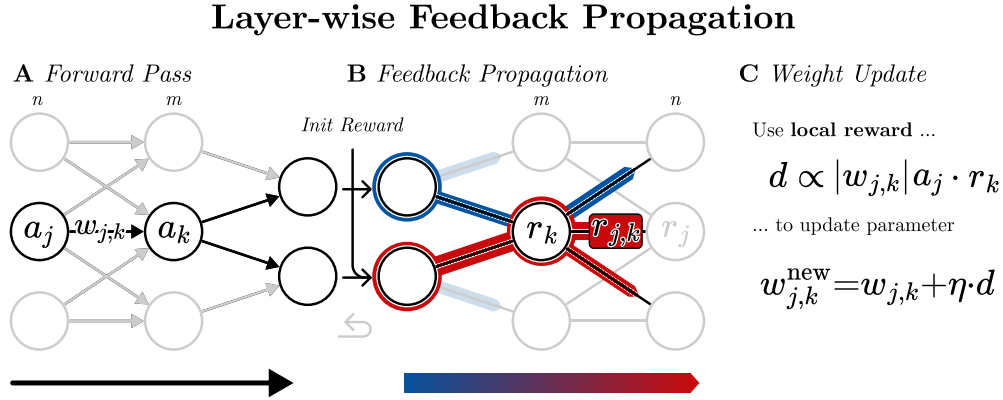 Layer-wise Feedback Propagation
A Forward Pass
n
m
a_j
w_{j,k}
a_k
B Feedback Propagation
Init Reward
m
n
r_k
r_{j,k}
r_j
C Weight Update
Use local reward ...
d ∝ |w_{j,k}| a_j · r_k
... to update parameter
w_{j,k}^{new} = w_{j,k} + η · d